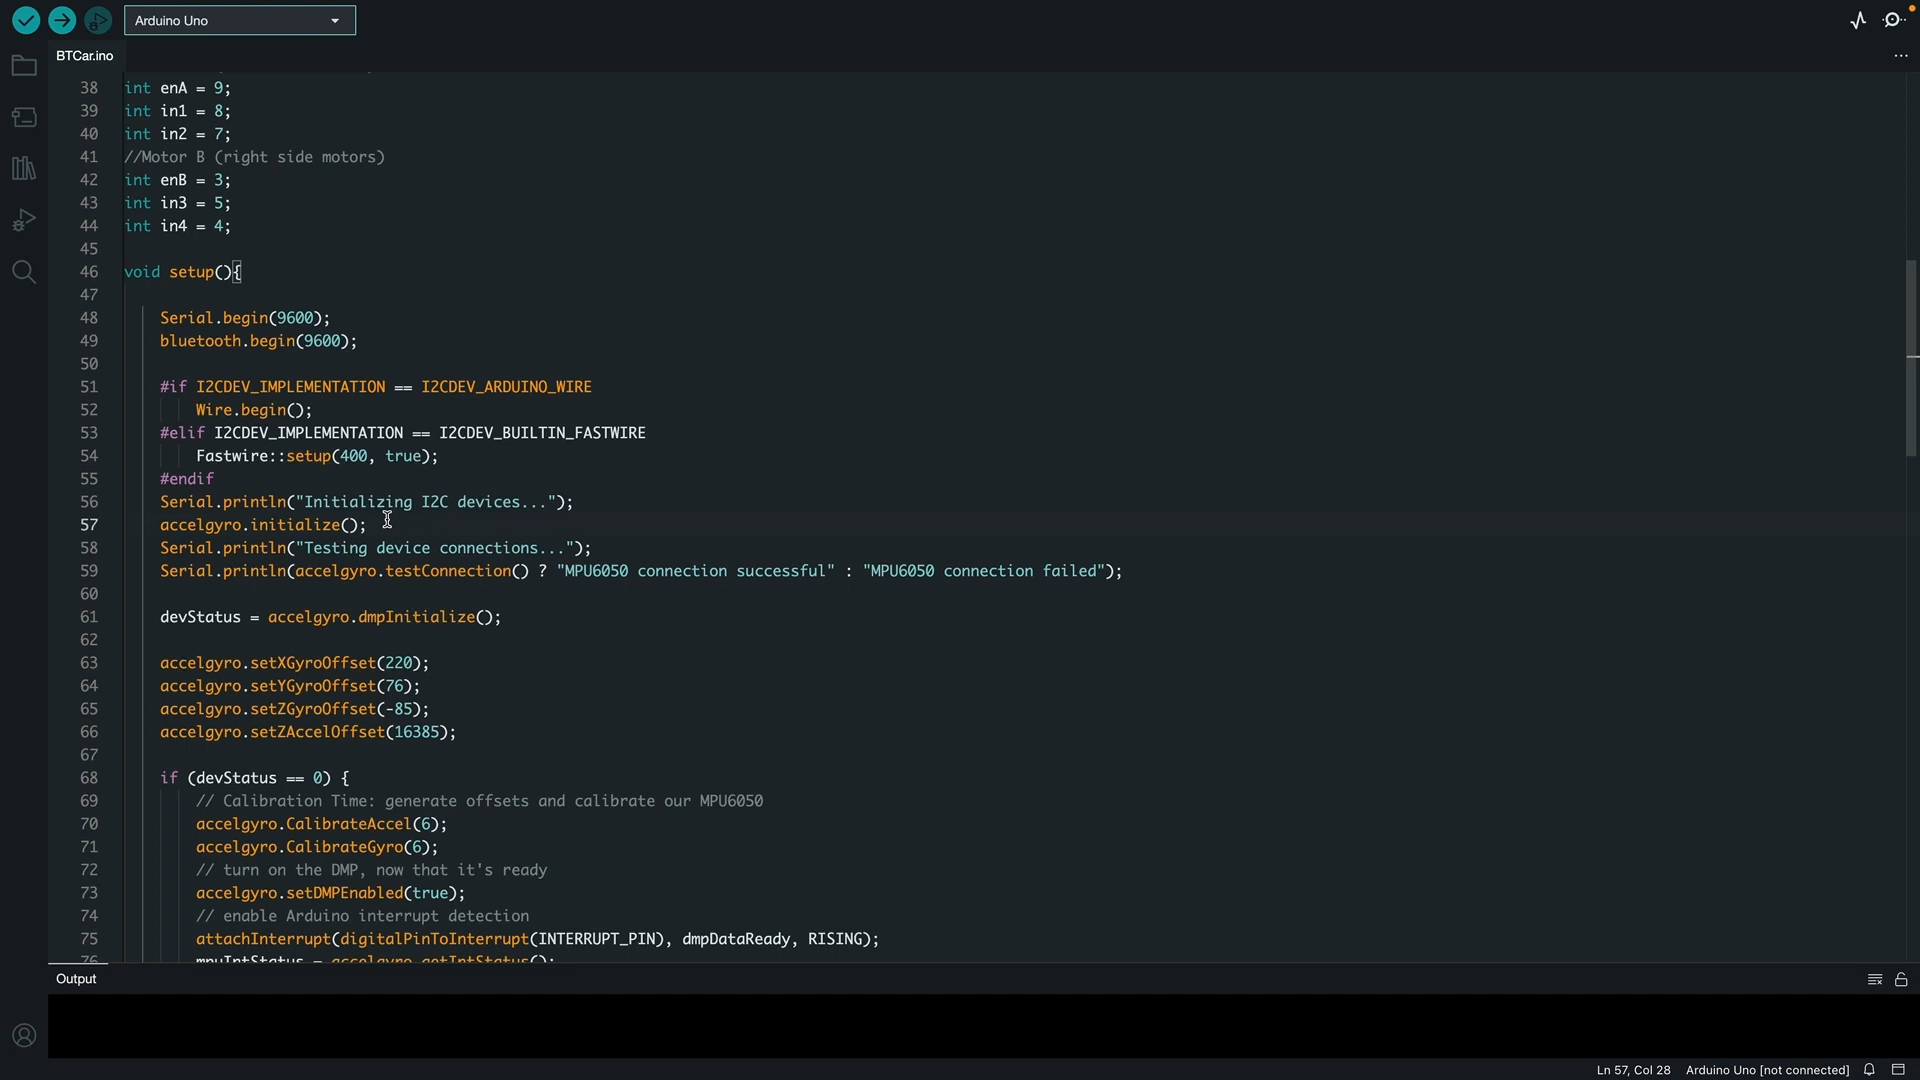 Arduino Uno
BTCar.ino
38 int enA = 9;
39 int in1 = 8;
40 int in2 = 7;
41 //Motor B (right side motors)
42 int enB = 3;
43 int in3 = 5;
44 int in4 = 4;
45
46 void setup(){
47
48 Serial.begin(9600);
49 bluetooth.begin(9600);
50
51 #if I2CDEV_IMPLEMENTATION == I2CDEV_ARDUINO_WIRE
52 Wire.begin();
53 #elif I2CDEV_IMPLEMENTATION == I2CDEV_BUILTIN_FASTWIRE
54 Fastwire::setup(400, true);
55 #endif
56 Serial.println("Initializing I2C devices...");
57 accelgyro.initialize();
58 Serial.println("Testing device connections...");
59 Serial.println(accelgyro.testConnection() ? "MPU6050 connection successful" : "MPU6050 connection failed");
60
61 devStatus = accelgyro.dmpInitialize();
62
63 accelgyro.setXGyroOffset(220);
64 accelgyro.setYGyroOffset(76);
65 accelgyro.setZGyroOffset(-85);
66 accelgyro.setZAccelOffset(16385);
67
68 if (devStatus == 0) {
69 // Calibration Time: generate offsets and calibrate our MPU6050
70 accelgyro.CalibrateAccel(6);
71 accelgyro.CalibrateGyro(6);
72 // turn on the DMP, now that it's ready
73 accelgyro.setDMPEnabled(true);
74 // enable Arduino interrupt detection
75 attachInterrupt(digitalPinToInterrupt(INTERRUPT_PIN), dmpDataReady, RISING);
76 mpuIntStatus = accelgyro.getIntStatus();
Output
Ln 57, Col 28 Arduino Uno [not connected]